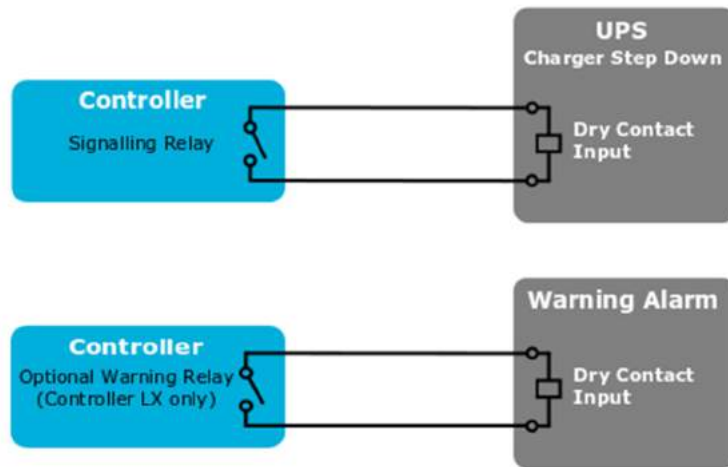 UPS
Charger Step Down
Controller
Signalling Relay
Dry Contact
Input
Warning Alarm
Controller
Optional Warning Relay
(Controller LX only)
Dry Contact
Input